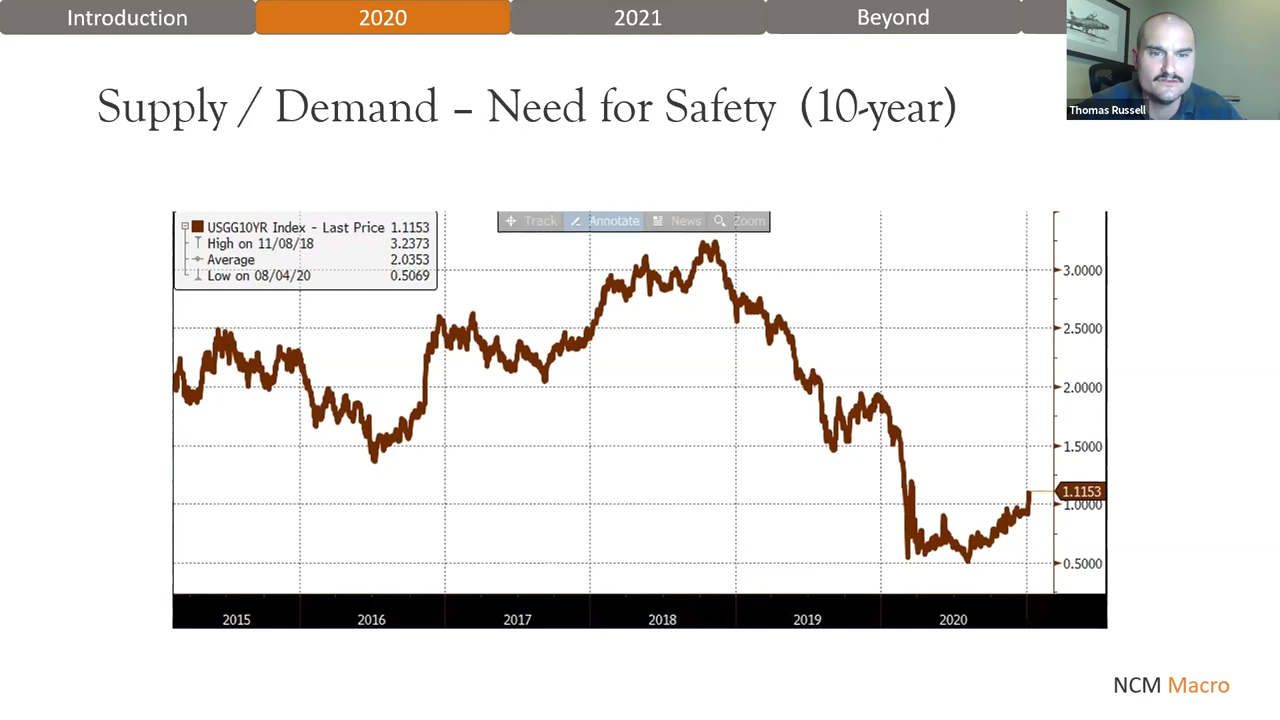 Introduction
2020
2021
Beyond
Thomas Russell
Supply / Demand – Need for Safety (10-year)
USGG10YR Index - Last Price 1.1153
High on 11/08/18 3.2373
Average 2.0353
Low on 08/04/20 0.5069
Track Annotate News Zoom
3.0000
2.5000
2.0000
1.5000
1.1153
1.0000
0.5000
2015 2016 2017 2018 2019 2020
NCM Macro